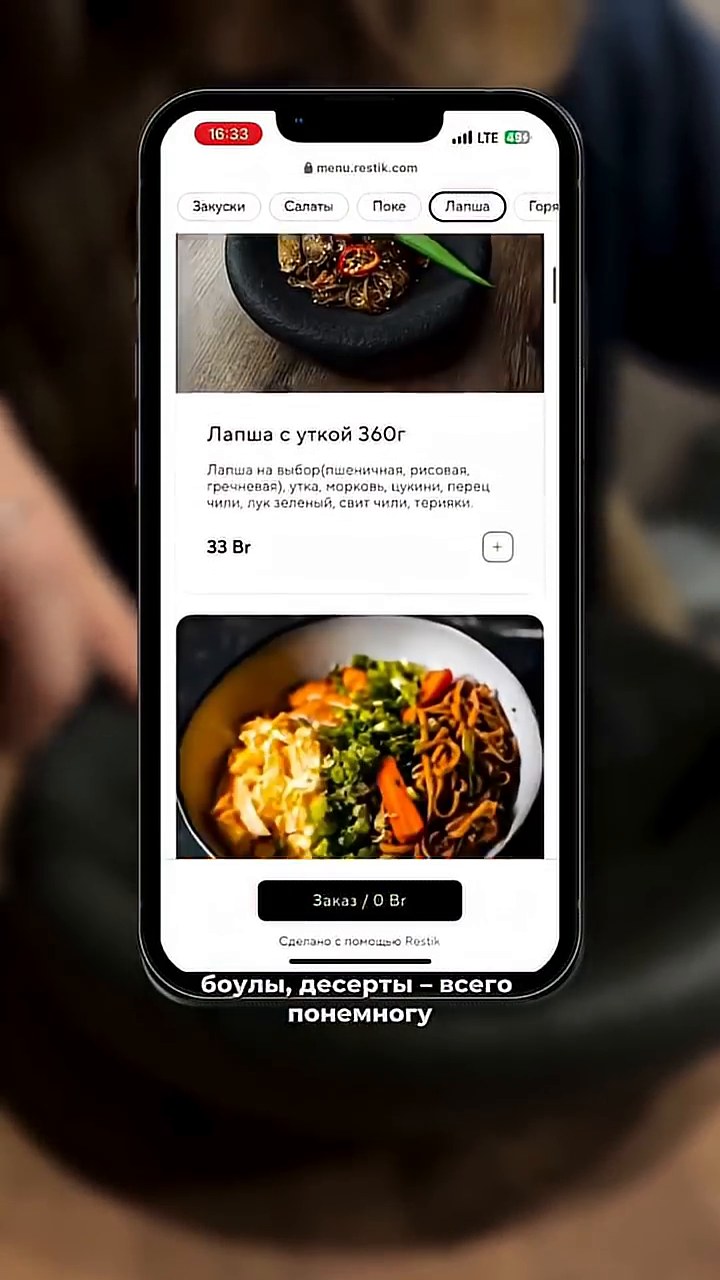 16:33
LTE 49
menu.restik.com
Закуски Салаты Поке Лапша Горя
Лапша с уткой 360г
Лапша на выбор(пшеничная, рисовая,
гречневая), утка, морковь, цукини, перец
чили, лук зеленый, свит чили, терияки.
33 Br
Заказ / 0 Br
Сделано с помощью Restik
боулы, десерты – всего
понемногу